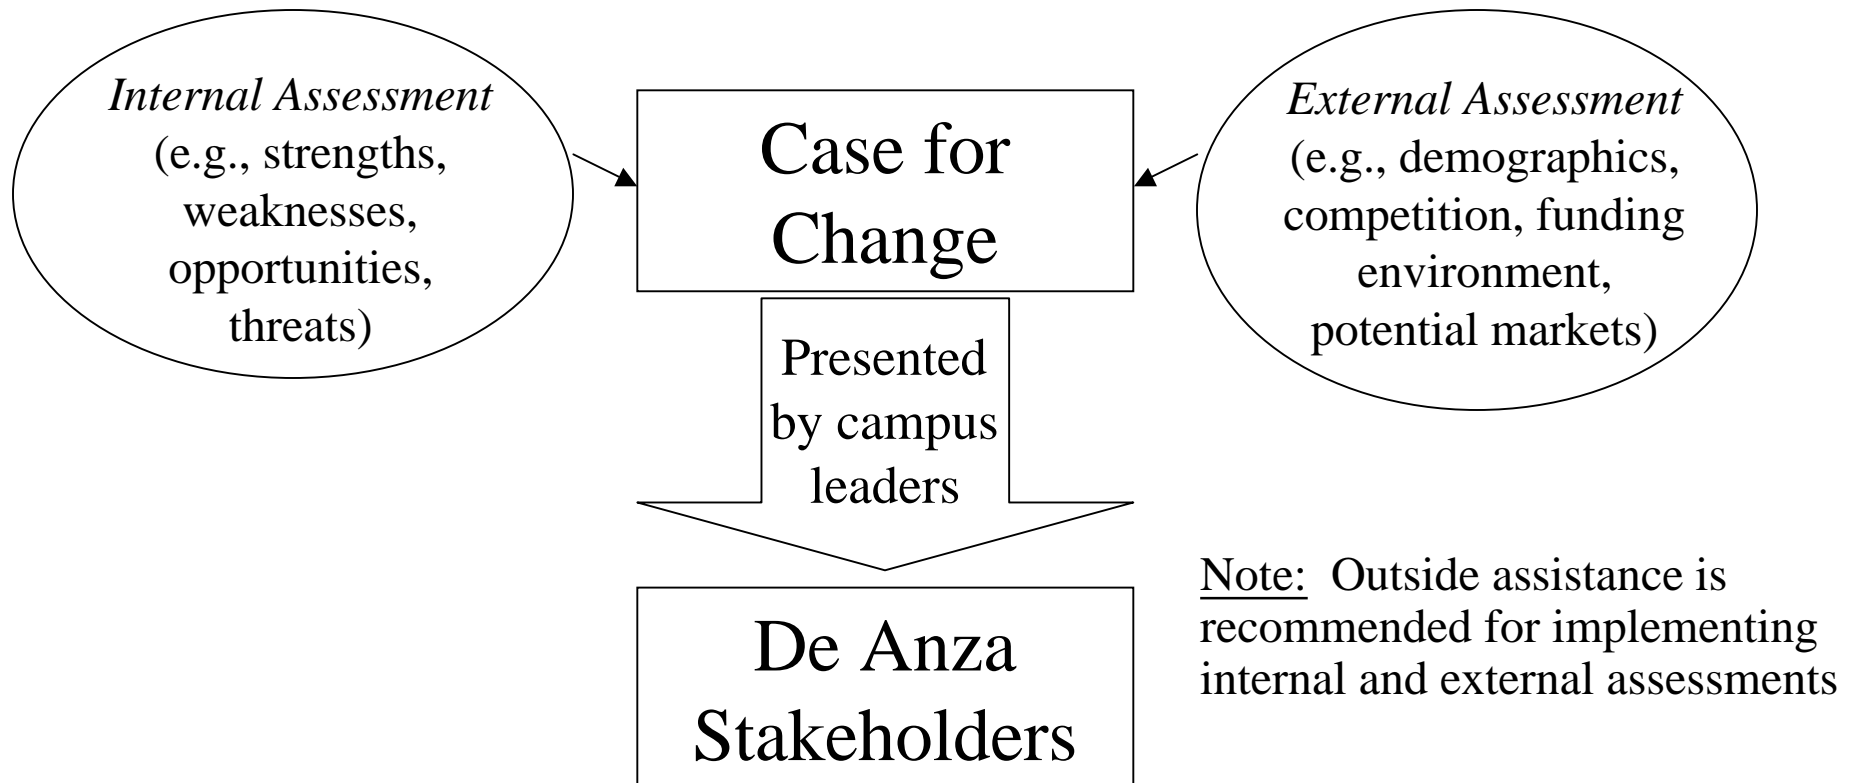 Internal Assessment
(e.g., strengths,
weaknesses,
opportunities,
threats)
Case for
Change
External Assessment
(e.g., demographics,
competition, funding
environment,
potential markets)
Presented
by campus
leaders
De Anza
Stakeholders
Note: Outside assistance is
recommended for implementing
internal and external assessments